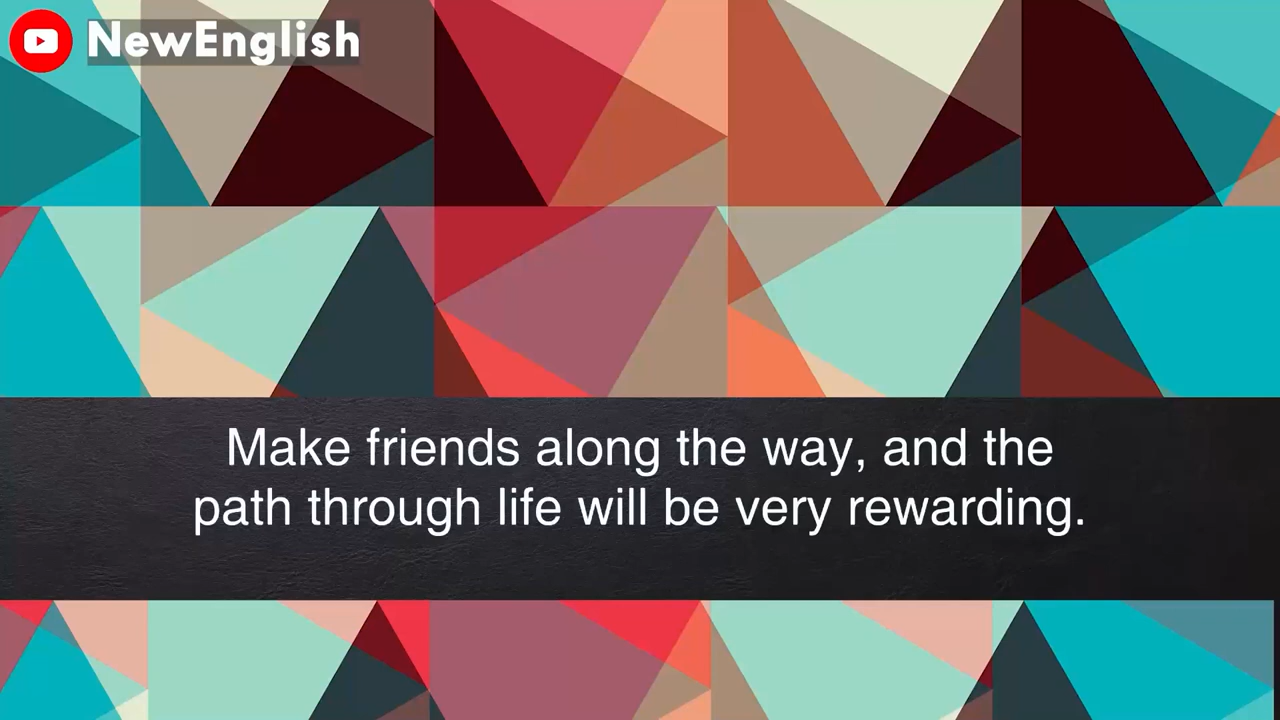 NewEnglish
Make friends along the way, and the
path through life will be very rewarding.